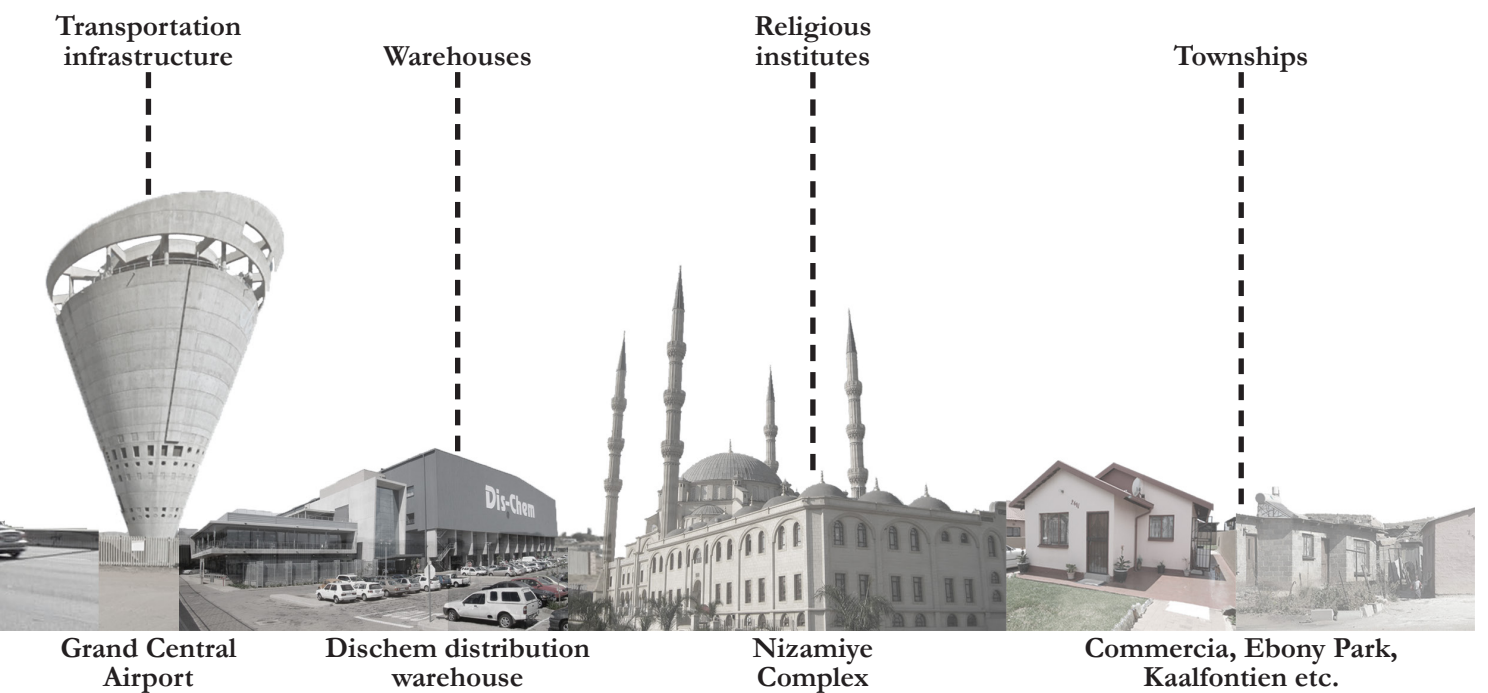 Transportation
infrastructure
Warehouses
Religious
institutes
Townships
Dis-Chem
Grand Central
Airport
Dischem distribution
warehouse
Nizamiye
Complex
Commercia, Ebony Park,
Kaalfontien etc.